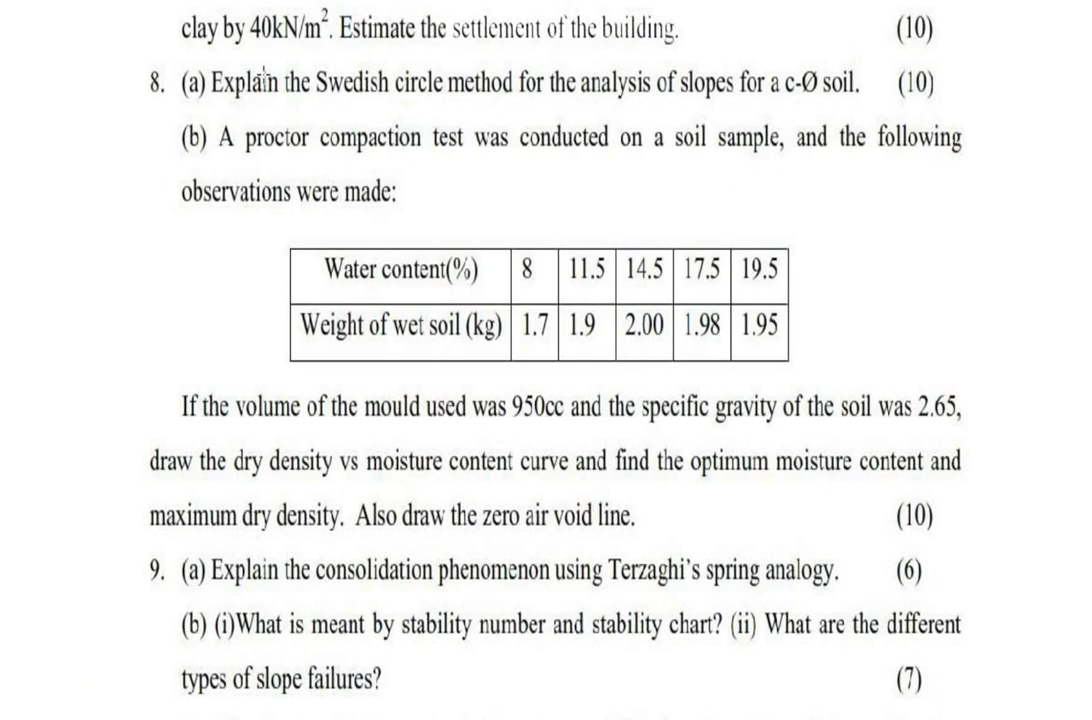 clay by 40kN/m². Estimate the settlement of the building. (10)
8. (a) Explain the Swedish circle method for the analysis of slopes for a c-Ø soil. (10)
(b) A proctor compaction test was conducted on a soil sample, and the following
observations were made:
Water content(%) 8 11.5 14.5 17.5 19.5
Weight of wet soil (kg) 1.7 1.9 2.00 1.98 1.95
If the volume of the mould used was 950cc and the specific gravity of the soil was 2.65,
draw the dry density vs moisture content curve and find the optimum moisture content and
maximum dry density. Also draw the zero air void line. (10)
9. (a) Explain the consolidation phenomenon using Terzaghi's spring analogy. (6)
(b) (i)What is meant by stability number and stability chart? (ii) What are the different
types of slope failures? (7)